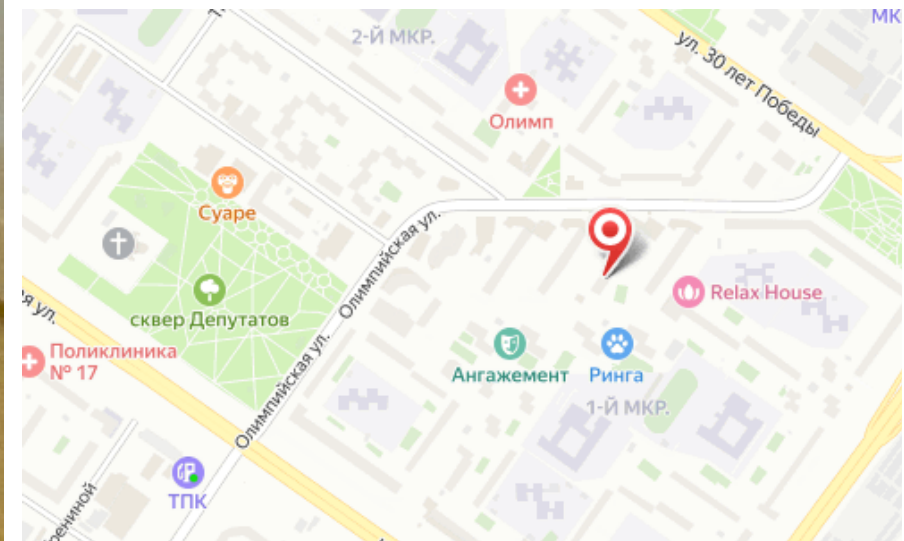 МК
2-Й МКР.
ул. 30 лет Победы
Олимп
Суаре
Олимпийская ул.
Олимпийская ул.
сквер Депутатов
Relax House
ая ул.
Поликлиника
№ 17
Ангажемент
Ринга
1-Й МКР.
ТПК
рениной